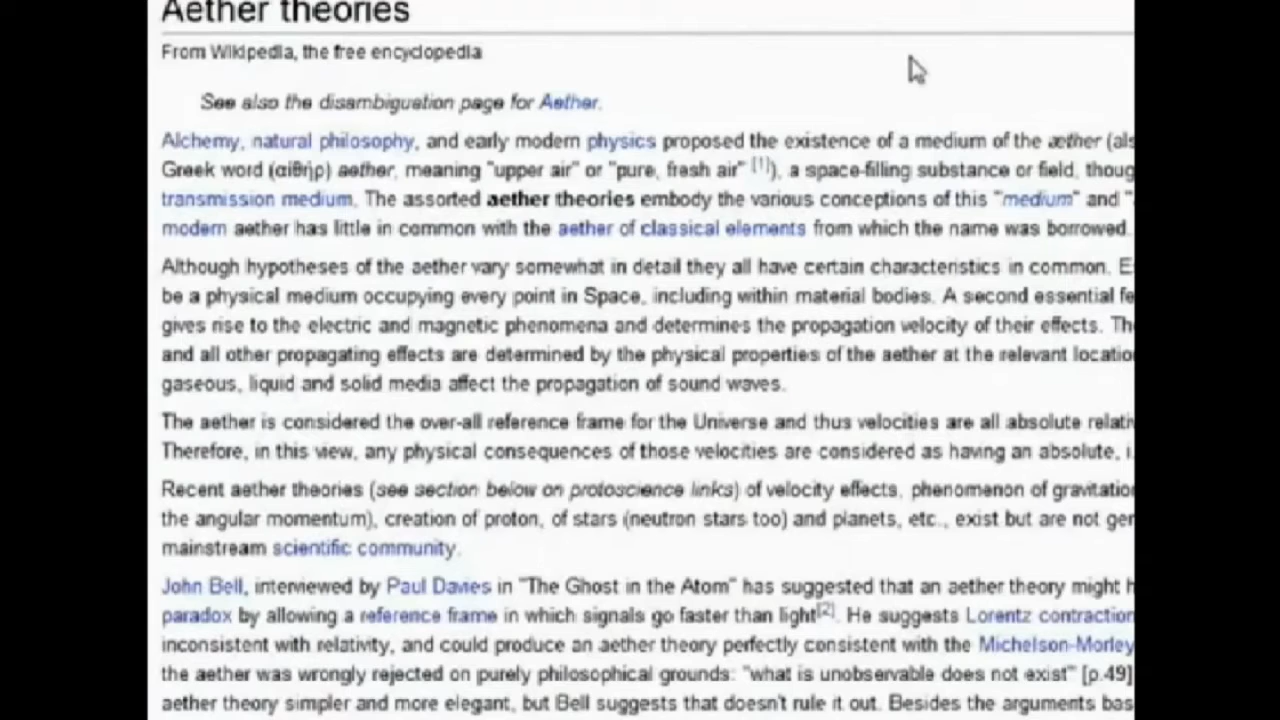 Aether theories
From Wikipedia, the free encyclopedia
See also the disambiguation page for Aether.
Alchemy, natural philosophy, and early modern physics proposed the existence of a medium of the æther (als
Greek word (αἰθήρ) aether, meaning "upper air" or "pure, fresh air" [1]), a space-filling substance or field, thoug
transmission medium. The assorted aether theories embody the various conceptions of this "medium" and "
modern aether has little in common with the aether of classical elements from which the name was borrowed.
Although hypotheses of the aether vary somewhat in detail they all have certain characteristics in common. E
be a physical medium occupying every point in Space, including within material bodies. A second essential fe
gives rise to the electric and magnetic phenomena and determines the propagation velocity of their effects. Th
and all other propagating effects are determined by the physical properties of the aether at the relevant locatio
gaseous, liquid and solid media affect the propagation of sound waves.
The aether is considered the over-all reference frame for the Universe and thus velocities are all absolute relativ
Therefore, in this view, any physical consequences of those velocities are considered as having an absolute, i.
Recent aether theories (see section below on protoscience links) of velocity effects, phenomenon of gravitation
the angular momentum), creation of proton, of stars (neutron stars too) and planets, etc., exist but are not gen
mainstream scientific community.
John Bell, interviewed by Paul Davies in "The Ghost in the Atom" has suggested that an aether theory might h
paradox by allowing a reference frame in which signals go faster than light[2]. He suggests Lorentz contraction
inconsistent with relativity, and could produce an aether theory perfectly consistent with the Michelson-Morley
the aether was wrongly rejected on purely philosophical grounds: "what is unobservable does not exist" [p.49]
aether theory simpler and more elegant, but Bell suggests that doesn't rule it out. Besides the arguments bas